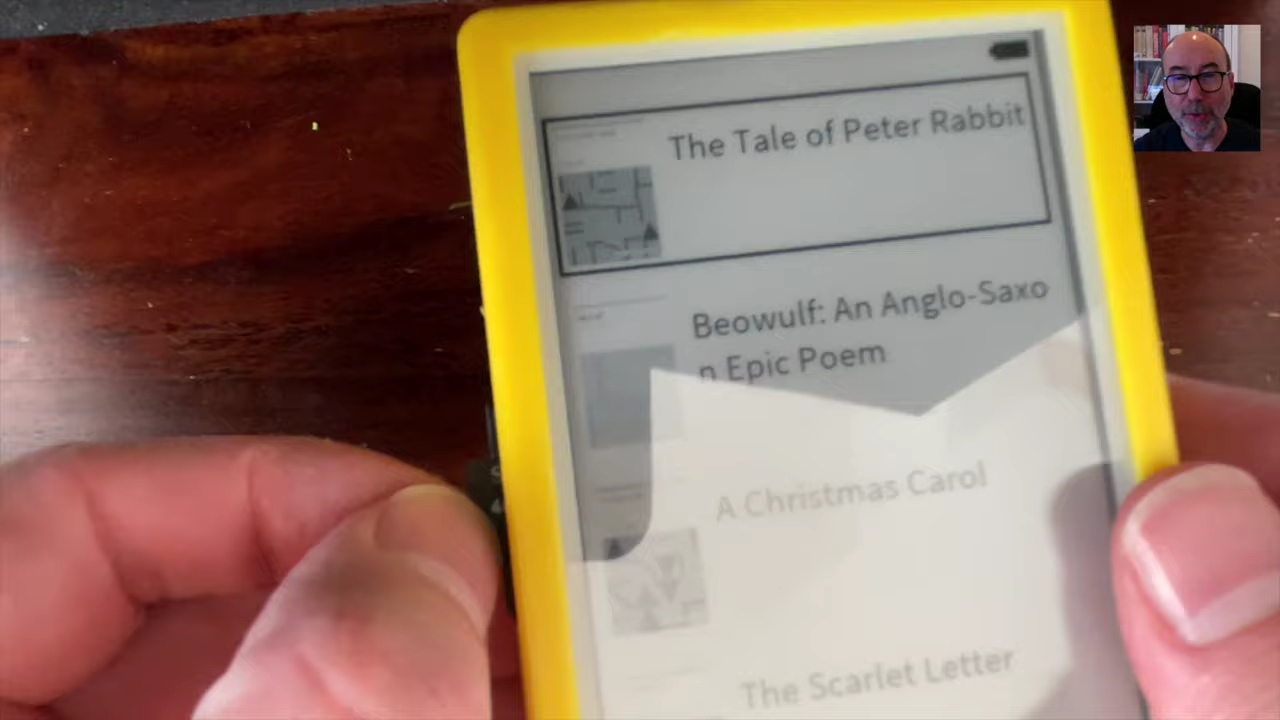 The Tale of Peter Rabbit
Beowulf: An Anglo-Saxo
n Epic Poem
A Christmas Carol
The Scarlet Letter